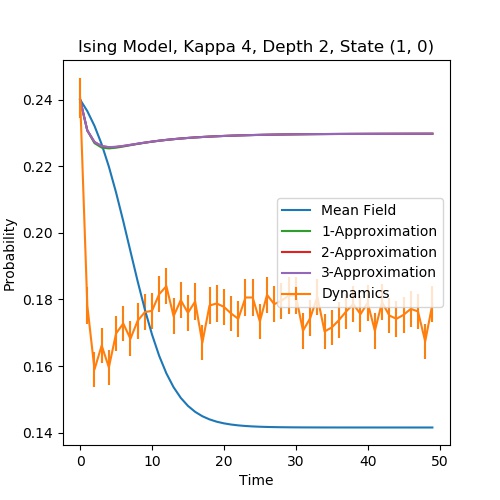 Ising Model, Kappa 4, Depth 2, State (1, 0)
Probability
0.24
0.22
0.20
0.18
0.16
0.14
Mean Field
1-Approximation
2-Approximation
3-Approximation
Dynamics
0
10
20
30
40
50
Time